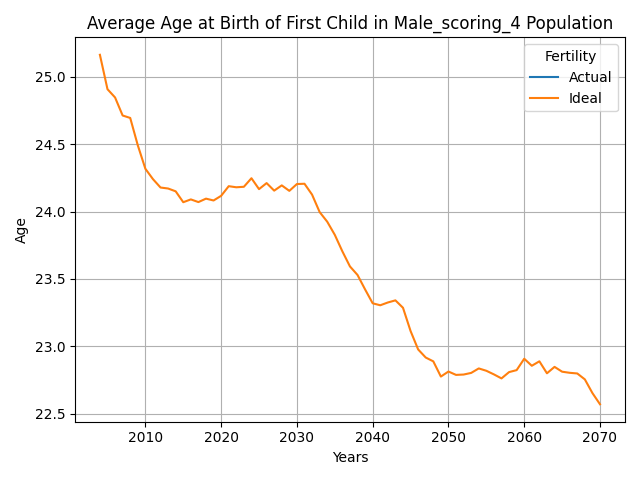 Average Age at Birth of First Child in Male_scoring_4 Population
Fertility
Actual
Ideal
25.0
24.5
24.0
23.5
23.0
22.5
Age
2010 2020 2030 2040 2050 2060 2070
Years